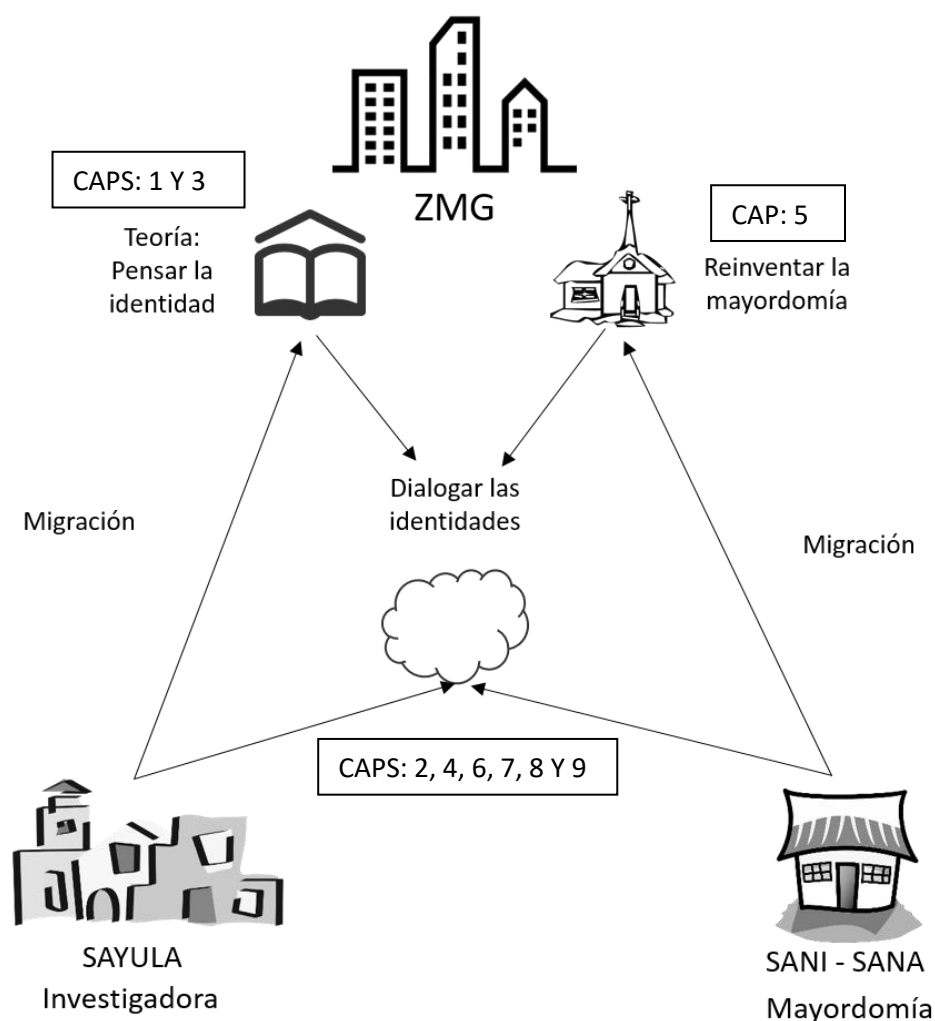 ZMG
CAPS: 1 Y 3
Teoría:
Pensar la
identidad
CAP: 5
Reinventar la
mayordomía
Dialogar las
identidades
Migración
Migración
CAPS: 2, 4, 6, 7, 8 Y 9
SAYULA
Investigadora
SANI - SANA
Mayordomía